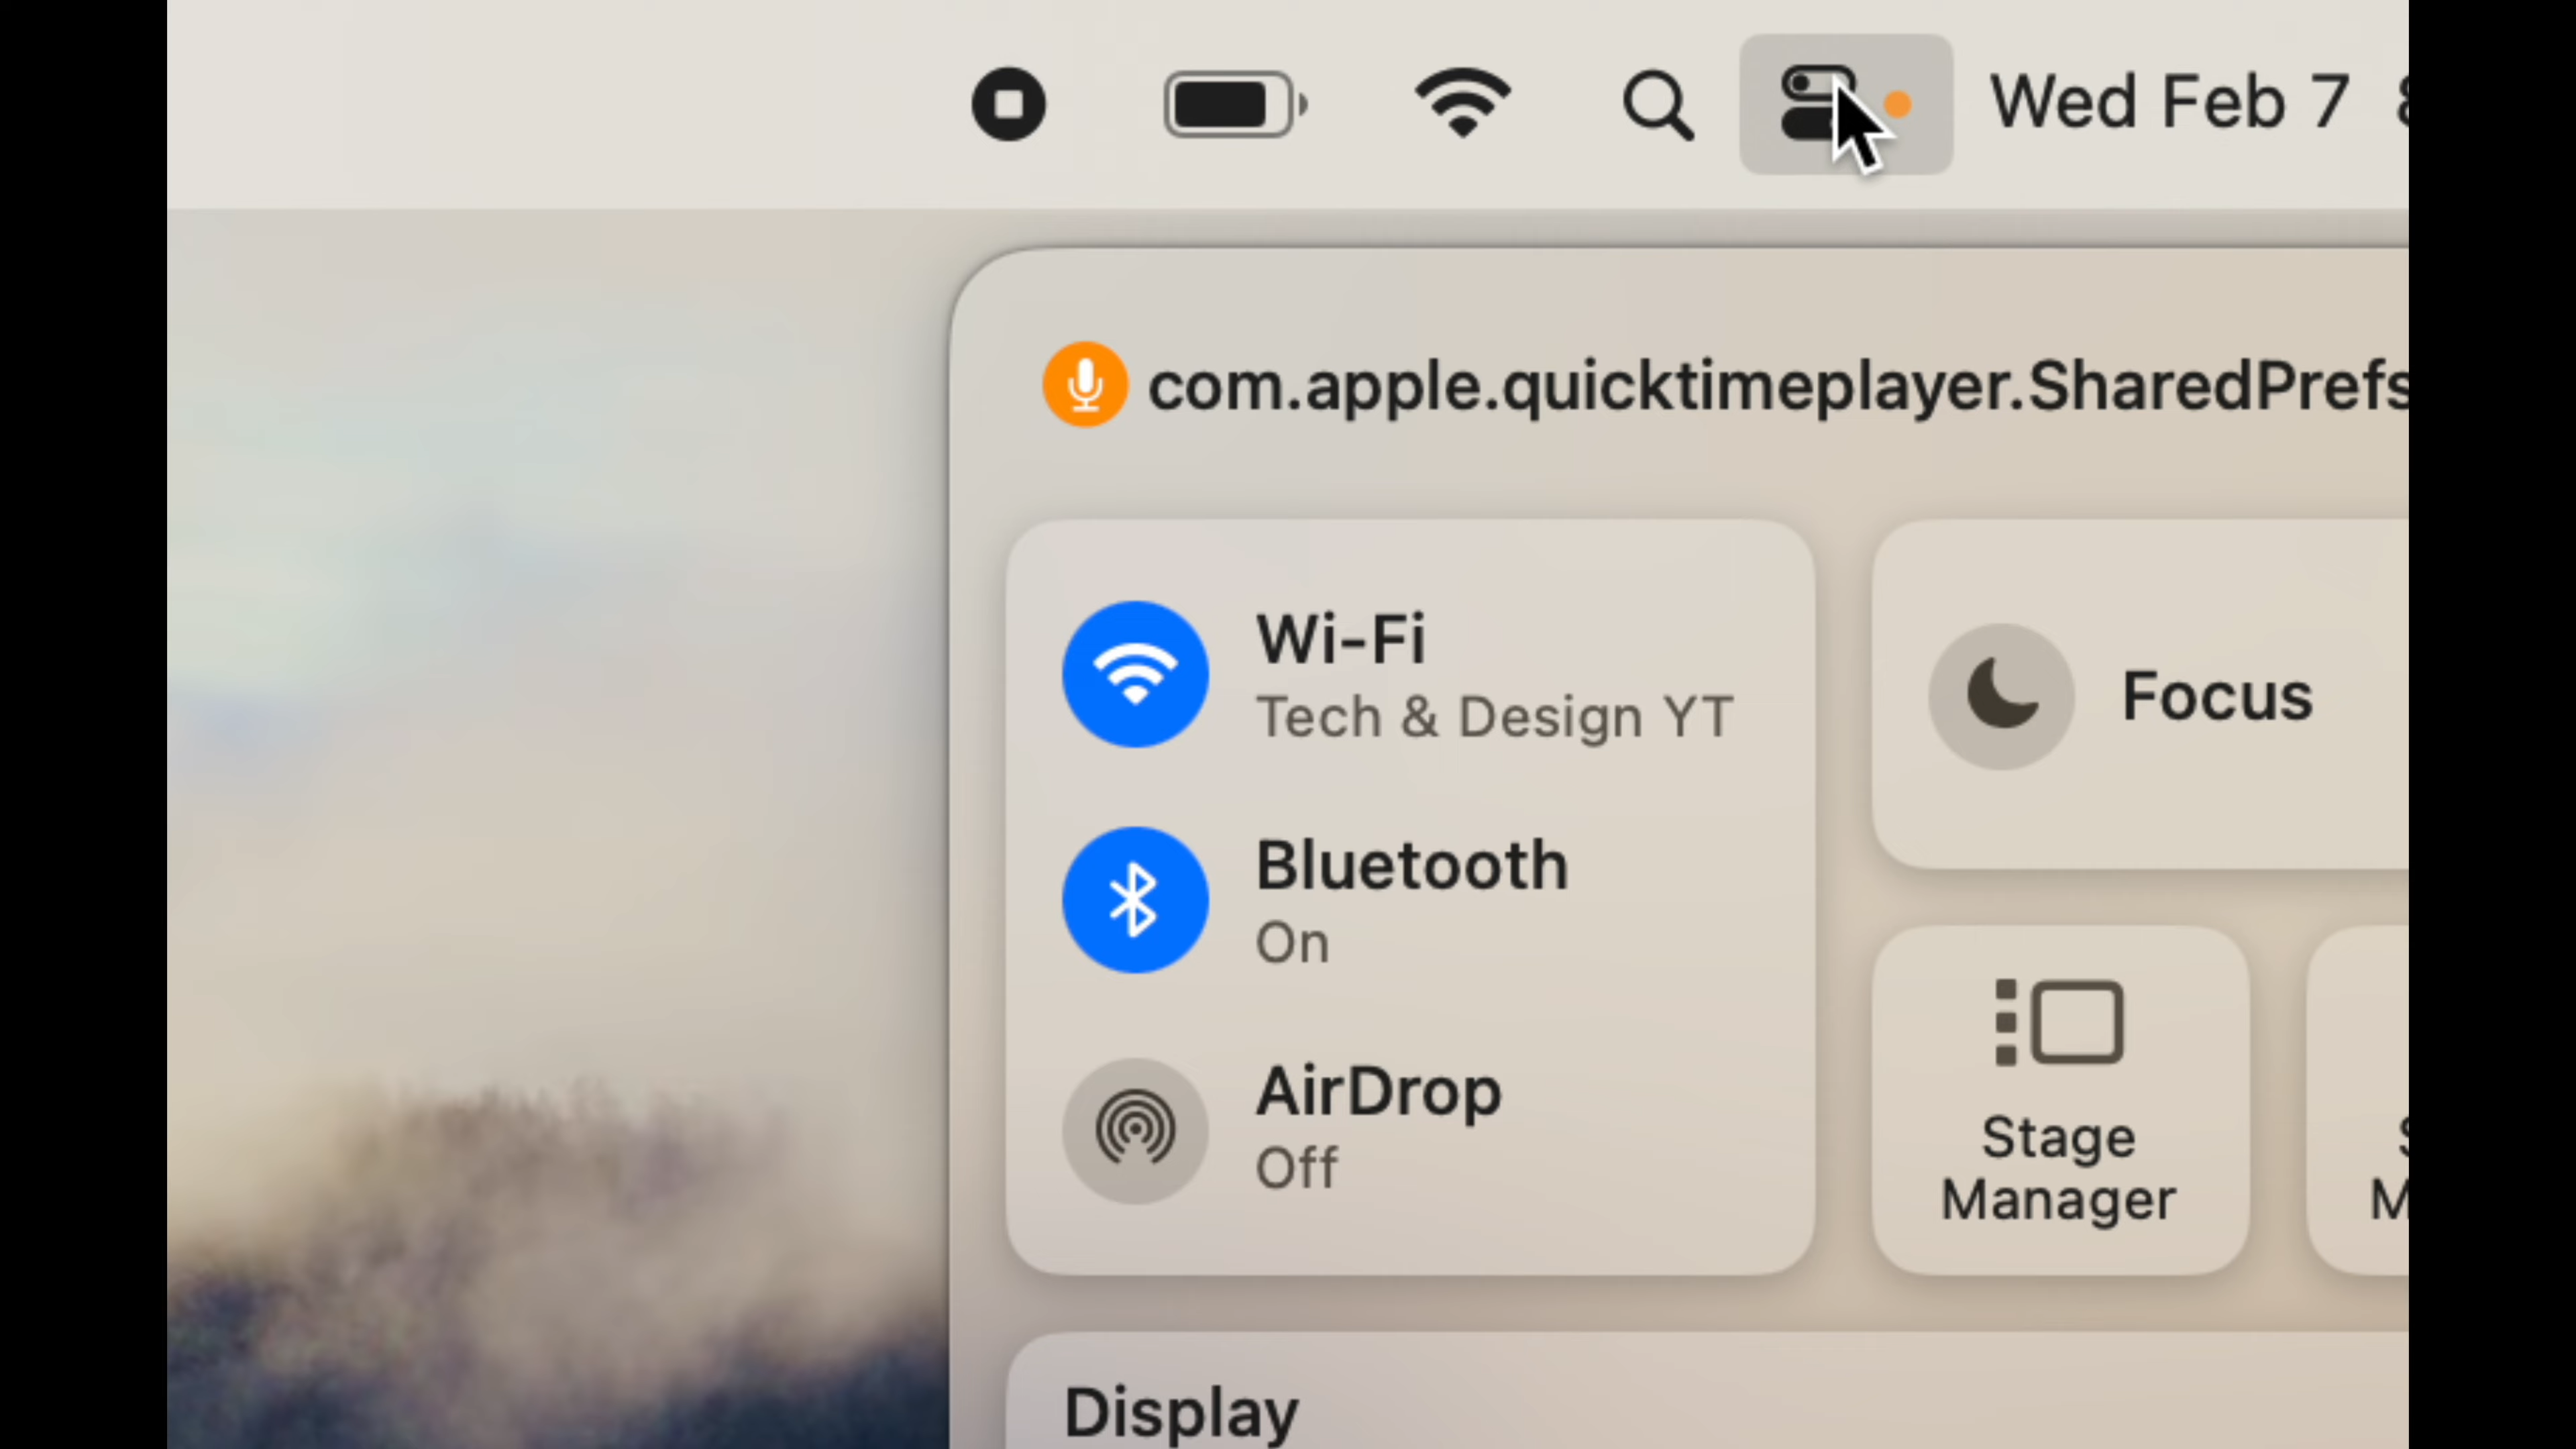 Wed Feb 7
com.apple.quicktimeplayer.SharedPrefs
Wi-Fi
Tech & Design YT
Focus
Bluetooth
On
AirDrop
Off
Stage
Manager
Display